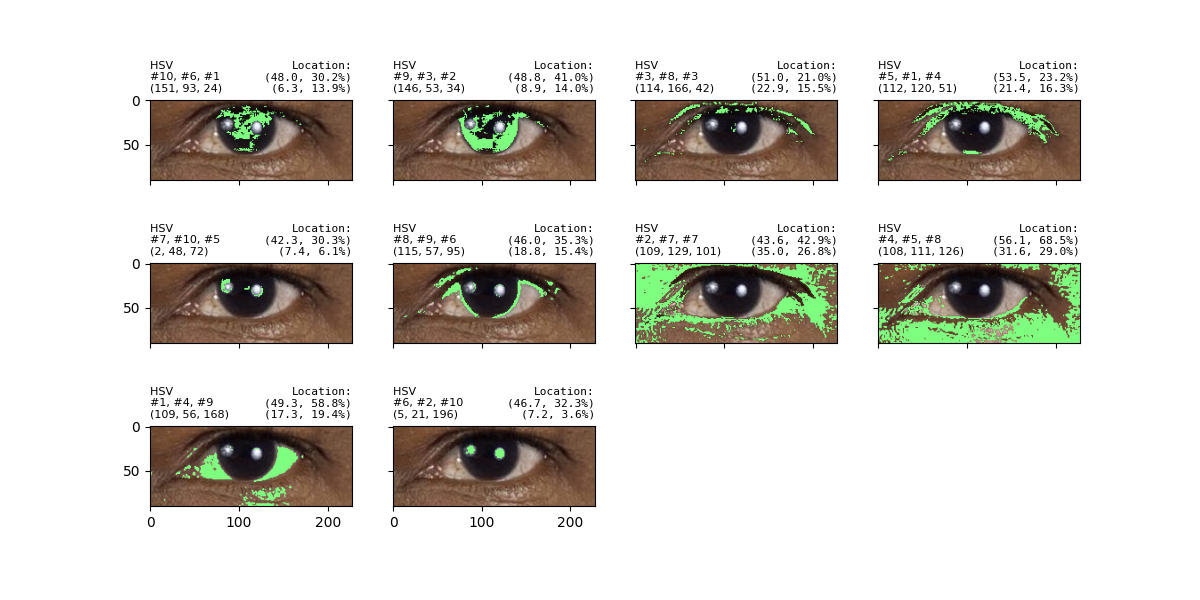 HSV Location:
#10, #6, #1 (48.0, 30.2%)
(151, 93, 24) (6.3, 13.9%)
HSV Location:
#9, #3, #2 (48.8, 41.0%)
(146, 53, 34) (8.9, 14.0%)
HSV Location:
#3, #8, #3 (51.0, 21.0%)
(114, 166, 42) (22.9, 15.5%)
HSV Location:
#5, #1, #4 (53.5, 23.2%)
(112, 120, 51) (21.4, 16.3%)
0
50
HSV Location:
#7, #10, #5 (42.3, 30.3%)
(2, 48, 72) (7.4, 6.1%)
HSV Location:
#8, #9, #6 (46.0, 35.3%)
(115, 57, 95) (18.8, 15.4%)
HSV Location:
#2, #7, #7 (43.6, 42.9%)
(109, 129, 101) (35.0, 26.8%)
HSV Location:
#4, #5, #8 (56.1, 68.5%)
(108, 111, 126) (31.6, 29.0%)
0
50
HSV Location:
#1, #4, #9 (49.3, 58.8%)
(109, 56, 168) (17.3, 19.4%)
HSV Location:
#6, #2, #10 (46.7, 32.3%)
(5, 21, 196) (7.2, 3.6%)
0
50
0 100 200
0 100 200